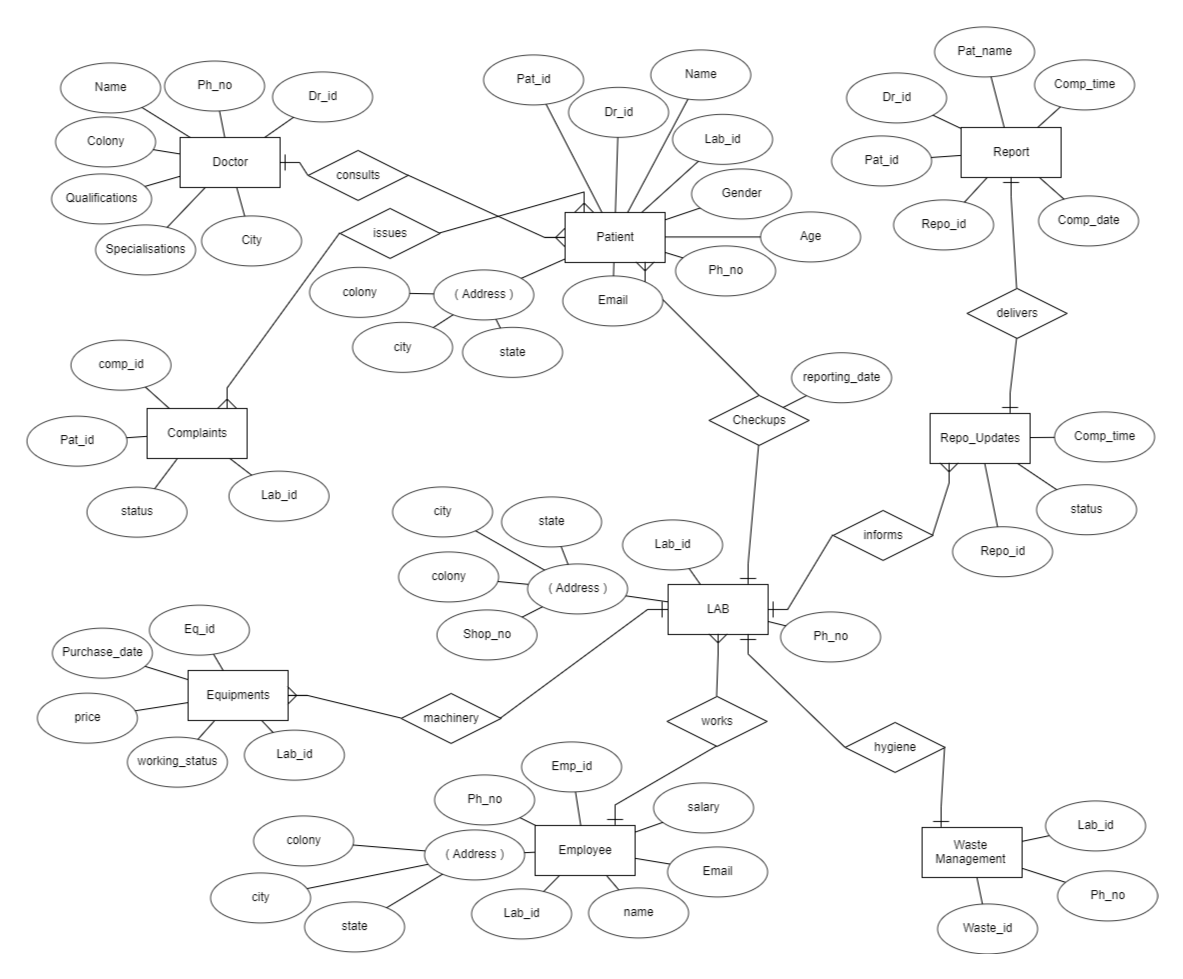 Pat_name
Name
Ph_no
Dr_id
Pat_id
Name
Comp_time
Dr_id
Dr_id
Colony
Doctor
Lab_id
Report
Pat_id
consults
Qualifications
Gender
Repo_id
Comp_date
Specialisations
City
issues
Patient
Age
Ph_no
colony
( Address )
Email
delivers
city
state
comp_id
reporting_date
Complaints
Pat_id
Checkups
Repo_Updates
Comp_time
status
Lab_id
city
state
status
Lab_id
informs
Repo_id
colony
( Address )
LAB
Shop_no
Ph_no
Eq_id
Purchase_date
Equipments
price
machinery
works
working_status
Lab_id
hygiene
Emp_id
Ph_no
salary
colony
( Address )
Employee
Waste
Management
Lab_id
Email
city
Lab_id
name
state
Ph_no
Waste_id